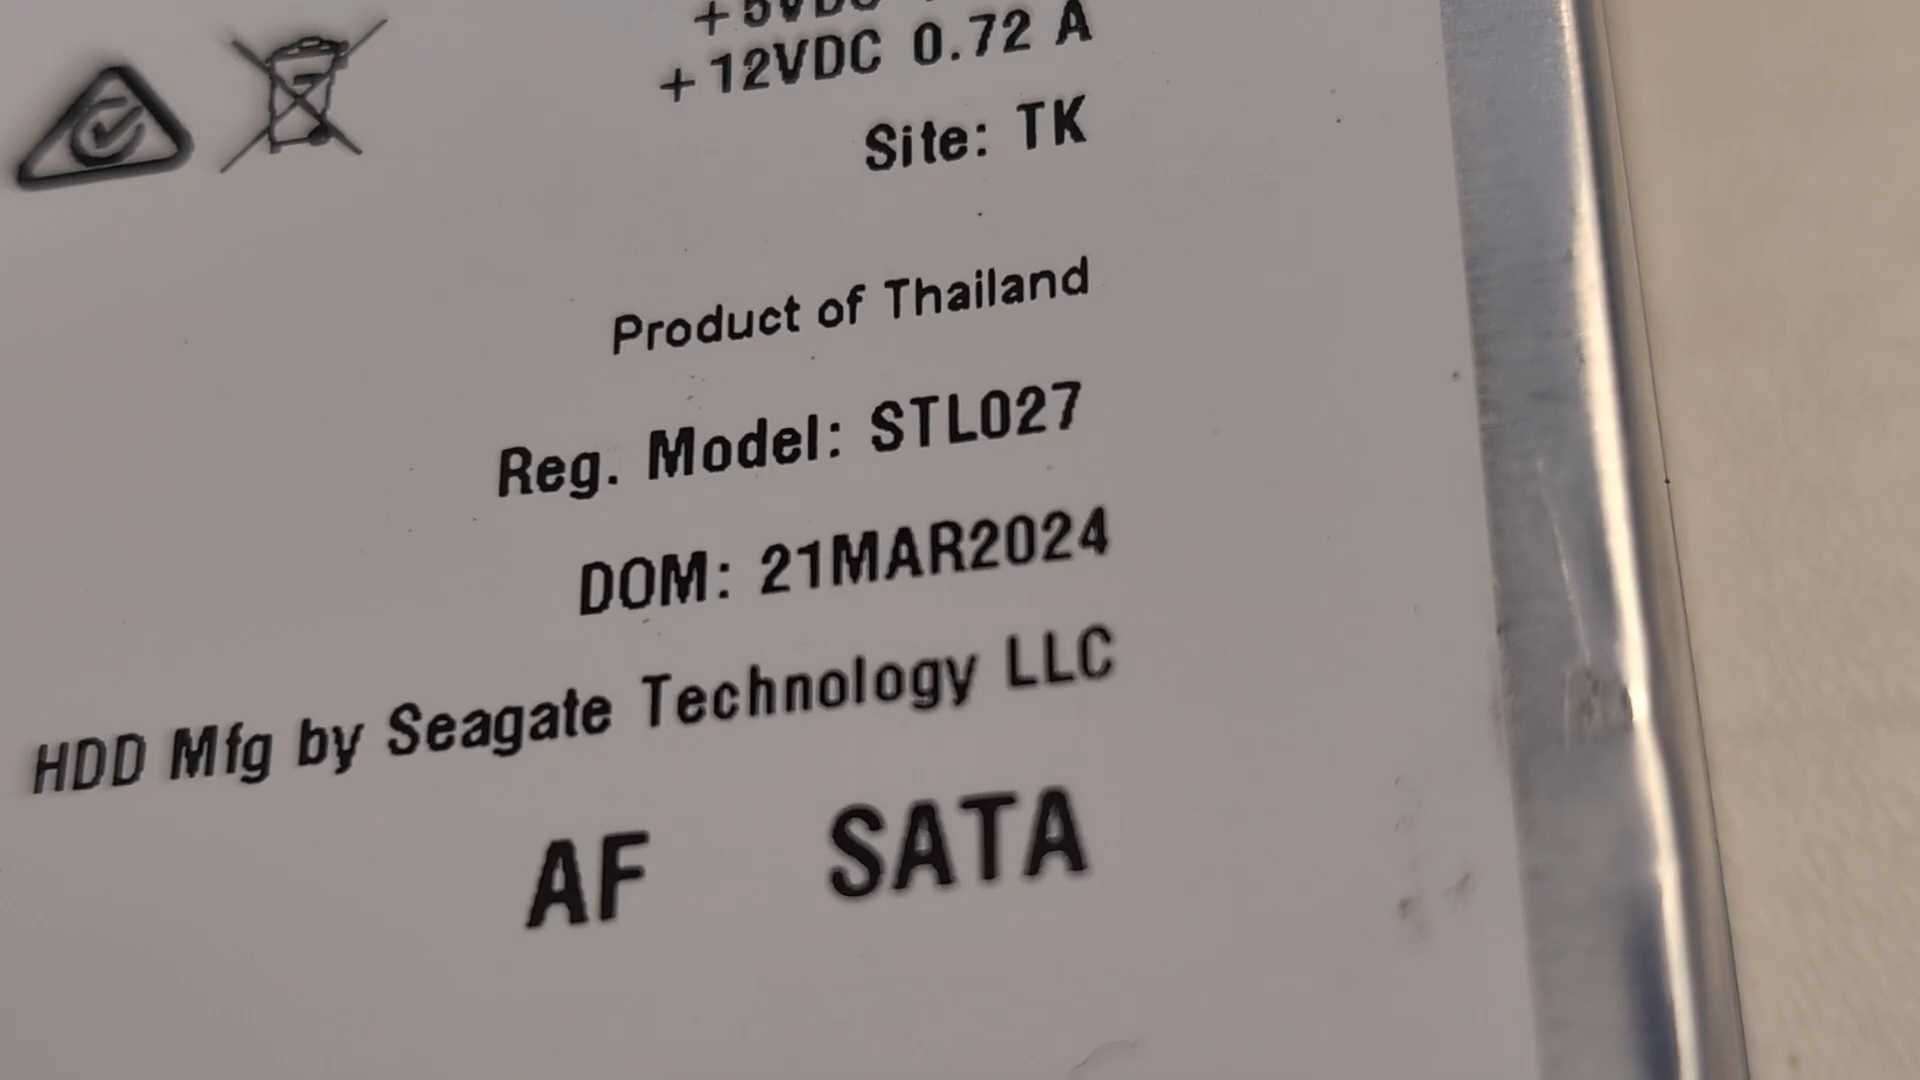 +5VDC
+12VDC 0.72 A
Site: TK
Product of Thailand
Reg. Model: STL027
DOM: 21MAR2024
HDD Mfg by Seagate Technology LLC
AF SATA